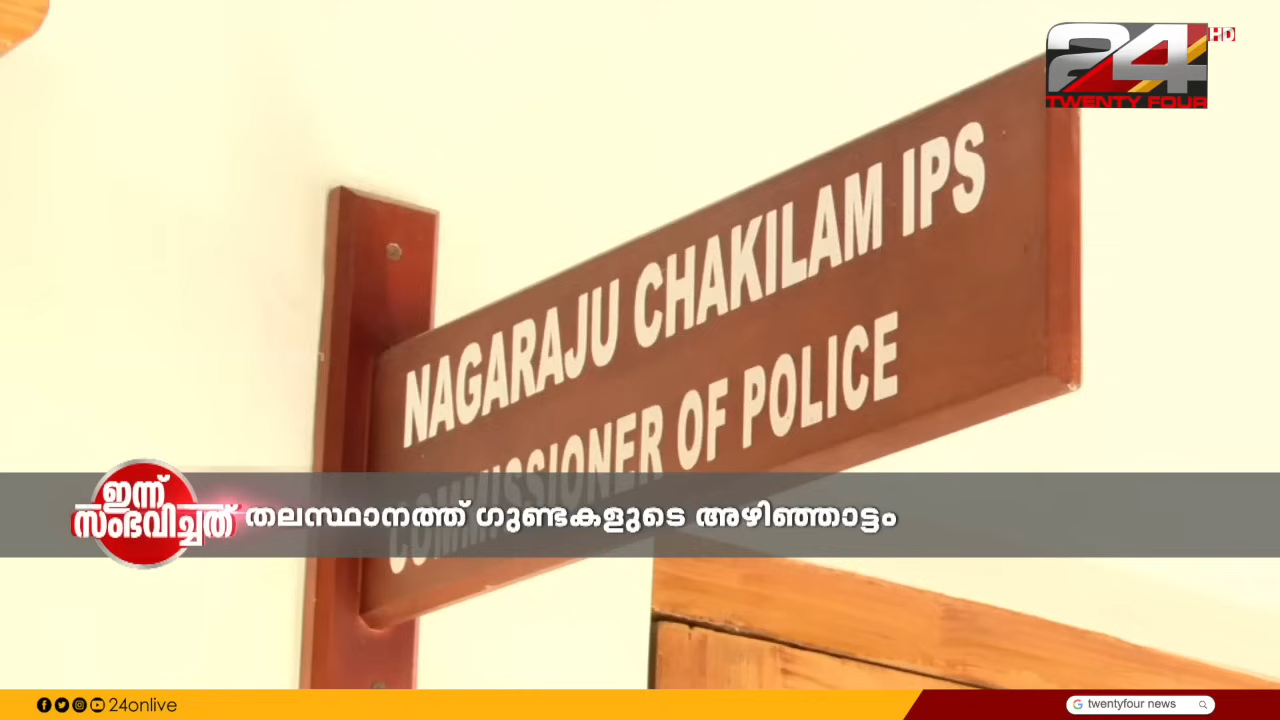 24
HD
TWENTY FOUR
NAGARAJU CHAKILAM IPS
COMMISSIONER OF POLICE
ഇന്ന്
സംഭവിച്ചത്
തലസ്ഥാനത്ത് ഗുണ്ടകളുടെ അഴിഞ്ഞാട്ടം
24onlive
twentyfour news